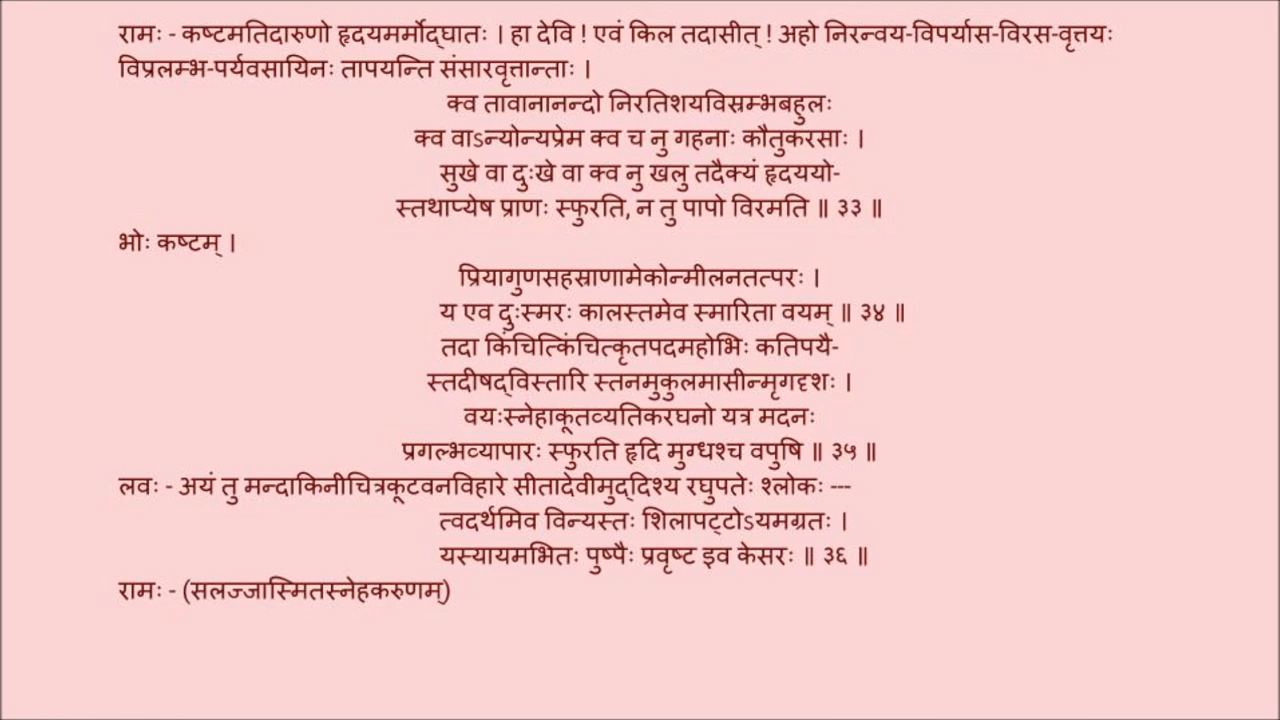 रामः - कष्टमतिदारुणो हृदयमर्मोद्घातः । हा देवि ! एवं किल तदासीत् ! अहो निरन्वय-विपर्यास-विरस-वृत्तयः
विप्रलम्भ-पर्यवसायिनः तापयन्ति संसारवृत्तान्ताः ।
क्व तावानानन्दो निरतिशयविस्रम्भबहुलः
क्व वाऽन्योन्यप्रेम क्व च नु गहनाः कौतुकरसाः ।
सुखे वा दुःखे वा क्व नु खलु तदैक्यं हृदययो-
स्तथाप्येष प्राणः स्फुरति, न तु पापो विरमति ॥ ३३ ॥
भोः कष्टम् ।
प्रियागुणसहस्राणामेकोन्मीलनतत्परः ।
य एव दुःस्मरः कालस्तमेव स्मारिता वयम् ॥ ३४ ॥
तदा किंचित्किंचित्कृतपदमहोभिः कतिपयै-
स्तदीषद्विस्तारि स्तनमुकुलमासीन्मृगदृशः ।
वयःस्नेहाकूतव्यतिकरघनो यत्र मदनः
प्रगल्भव्यापारः स्फुरति हृदि मुग्धश्च वपुषि ॥ ३५ ॥
लवः - अयं तु मन्दाकिनीचित्रकूटवनविहारे सीतादेवीमुद्दिश्य रघुपतेः श्लोकः ---
त्वदर्थमिव विन्यस्तः शिलापट्टोऽयमग्रतः ।
यस्यायमभितः पुष्पैः प्रवृष्ट इव केसरः ॥ ३६ ॥
रामः - (सलज्जास्मितस्नेहकरुणम्)